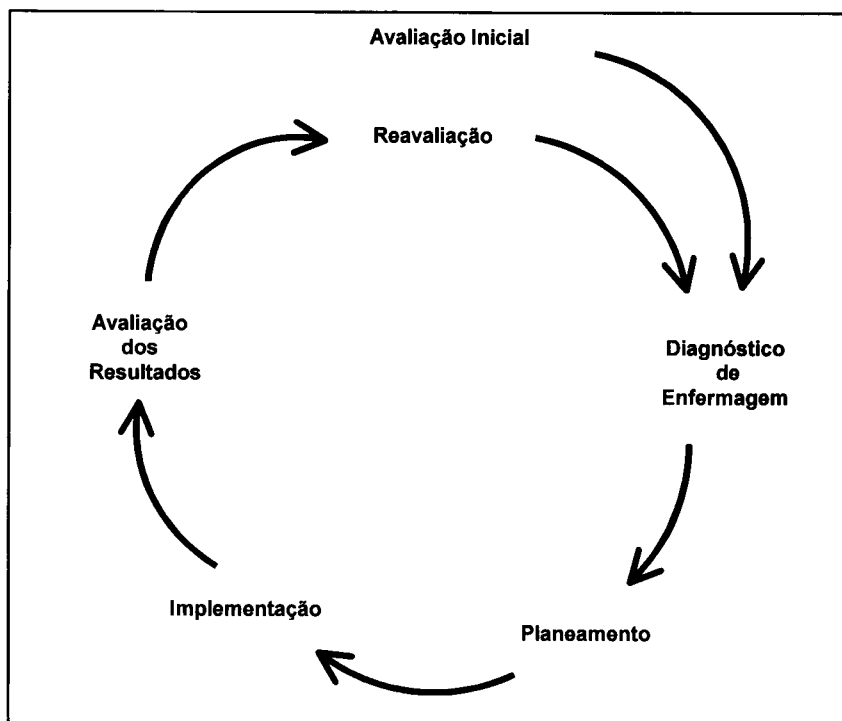 Avaliação Inicial
Reavaliação
Diagnóstico
de
Enfermagem
Planeamento
Implementação
Avaliação
dos
Resultados